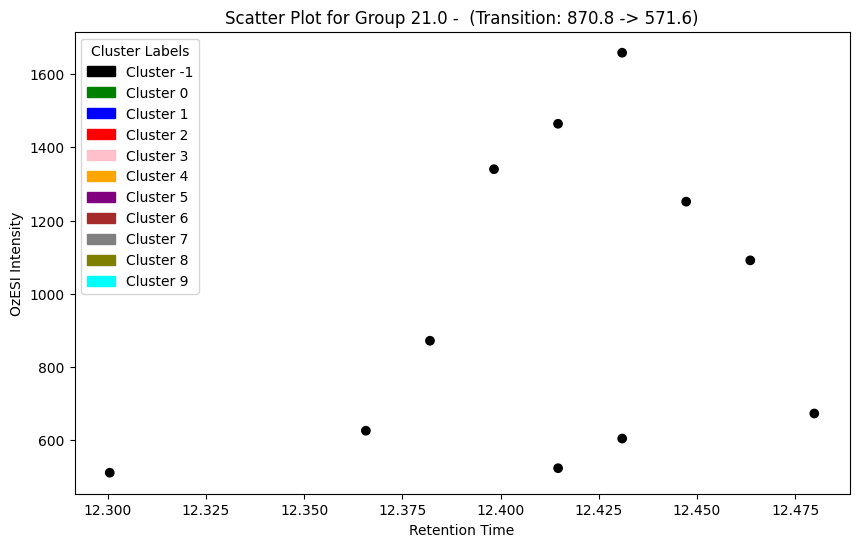 Scatter Plot for Group 21.0 -  (Transition: 870.8 -> 571.6)
Cluster Labels
Cluster -1
Cluster 0
Cluster 1
Cluster 2
Cluster 3
Cluster 4
Cluster 5
Cluster 6
Cluster 7
Cluster 8
Cluster 9
OzESI Intensity
1600
1400
1200
1000
800
600
12.300 12.325 12.350 12.375 12.400 12.425 12.450 12.475
Retention Time